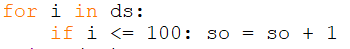 for i in ds:
    if i <= 100: so = so + 1